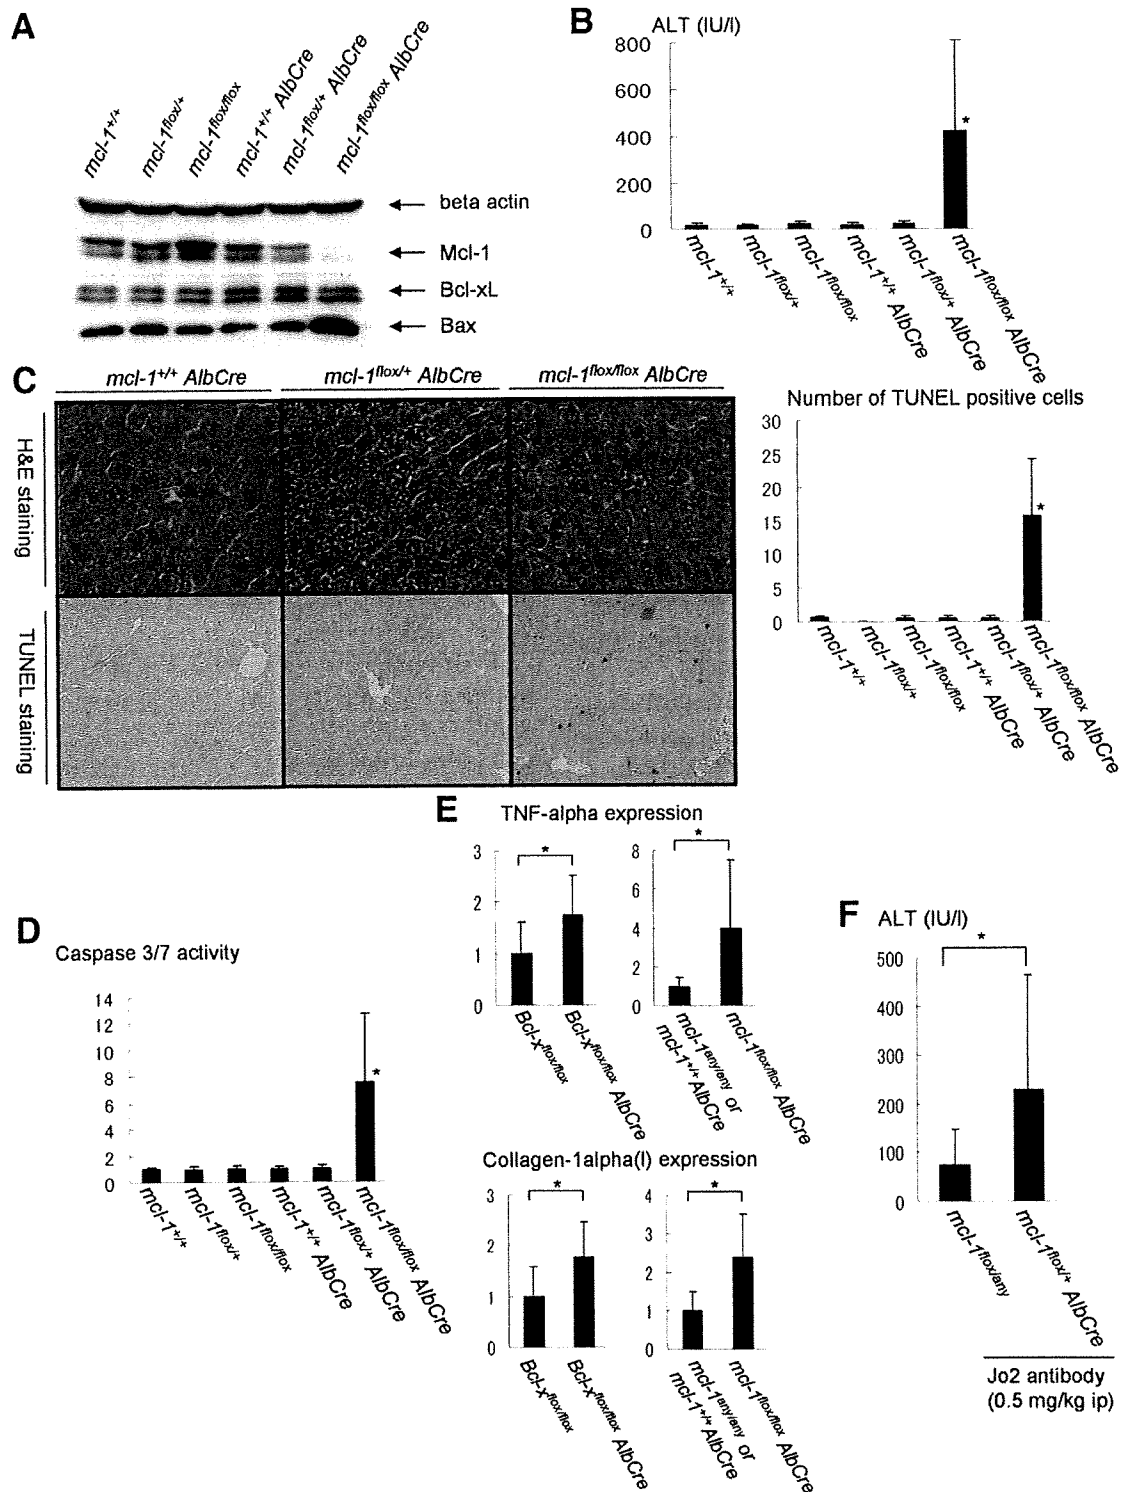 A
mcl-1+/+
mcl-1flox/+
mcl-1flox/flox
mcl-1+/+ AlbCre
mcl-1flox/+ AlbCre
mcl-1flox/flox AlbCre
beta actin
Mcl-1
Bcl-xL
Bax
B
ALT (IU/l)
800
600
400
200
0
*
mcl-1+/+
mcl-1flox/+
mcl-1flox/flox
mcl-1+/+ AlbCre
mcl-1flox/+ AlbCre
mcl-1flox/flox AlbCre
C
mcl-1+/+ AlbCre
mcl-1flox/+ AlbCre
mcl-1flox/flox AlbCre
H&E staining
TUNEL staining
Number of TUNEL positive cells
30
25
20
15
10
5
0
*
mcl-1+/+
mcl-1flox/+
mcl-1flox/flox
mcl-1+/+ AlbCre
mcl-1flox/+ AlbCre
mcl-1flox/flox AlbCre
D
Caspase 3/7 activity
14
12
10
8
6
4
2
0
*
mcl-1+/+
mcl-1flox/+
mcl-1flox/flox
mcl-1+/+ AlbCre
mcl-1flox/+ AlbCre
mcl-1flox/flox AlbCre
E
TNF-alpha expression
3
2
1
0
*
Bcl-xflox/flox
Bcl-xflox/flox AlbCre
8
6
4
2
0
*
mcl-1any/any or
mcl-1+/+ AlbCre
mcl-1flox/flox AlbCre
Collagen-1alpha(I) expression
3
2
1
0
*
Bcl-xflox/flox
Bcl-xflox/flox AlbCre
4
3
2
1
0
*
mcl-1any/any or
mcl-1+/+ AlbCre
mcl-1flox/flox AlbCre
F
ALT (IU/l)
500
400
300
200
100
0
*
mcl-1flox/any
mcl-1flox/+ AlbCre
Jo2 antibody
(0.5 mg/kg ip)